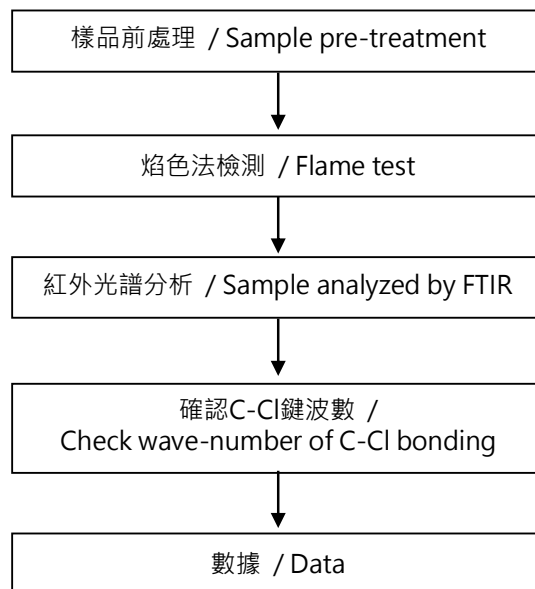 樣品前處理 / Sample pre-treatment
焰色法檢測 / Flame test
紅外光譜分析 / Sample analyzed by FTIR
確認C-Cl鍵波數 /
Check wave-number of C-Cl bonding
數據 / Data